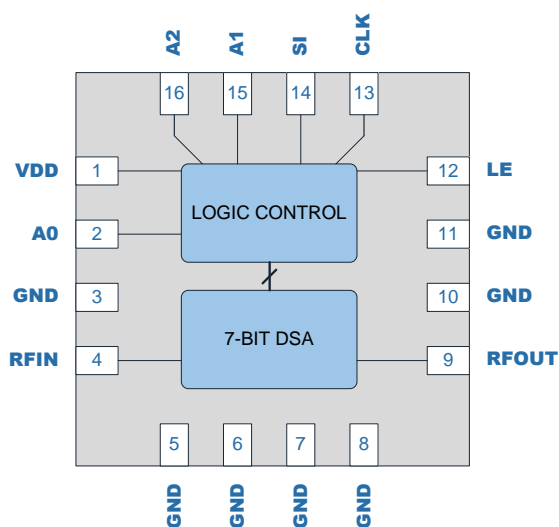 A2 A1 SI CLK
16 15 14 13
VDD 1 12 LE
LOGIC CONTROL
A0 2 11 GND
GND 3 10 GND
7-BIT DSA
RFIN 4 9 RFOUT
5 6 7 8
GND GND GND GND